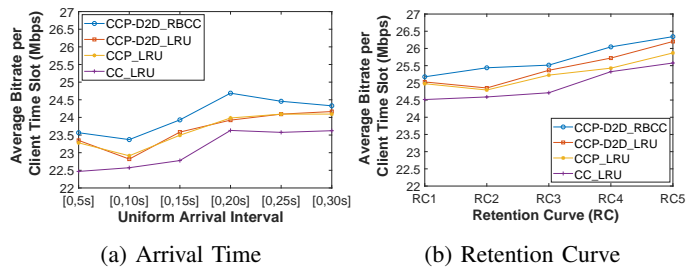 Average Bitrate per
Client Time Slot (Mbps)
27
26.5
26
25.5
25
24.5
24
23.5
23
22.5
22
CCP-D2D_RBCC
CCP-D2D_LRU
CCP_LRU
CC_LRU
[0,5s] [0,10s] [0,15s] [0,20s] [0,25s] [0,30s]
Uniform Arrival Interval
(a) Arrival Time
Average Bitrate per
Client Time Slot (Mbps)
27
26.5
26
25.5
25
24.5
24
23.5
23
22.5
22
CCP-D2D_RBCC
CCP-D2D_LRU
CCP_LRU
CC_LRU
RC1 RC2 RC3 RC4 RC5
Retention Curve (RC)
(b) Retention Curve